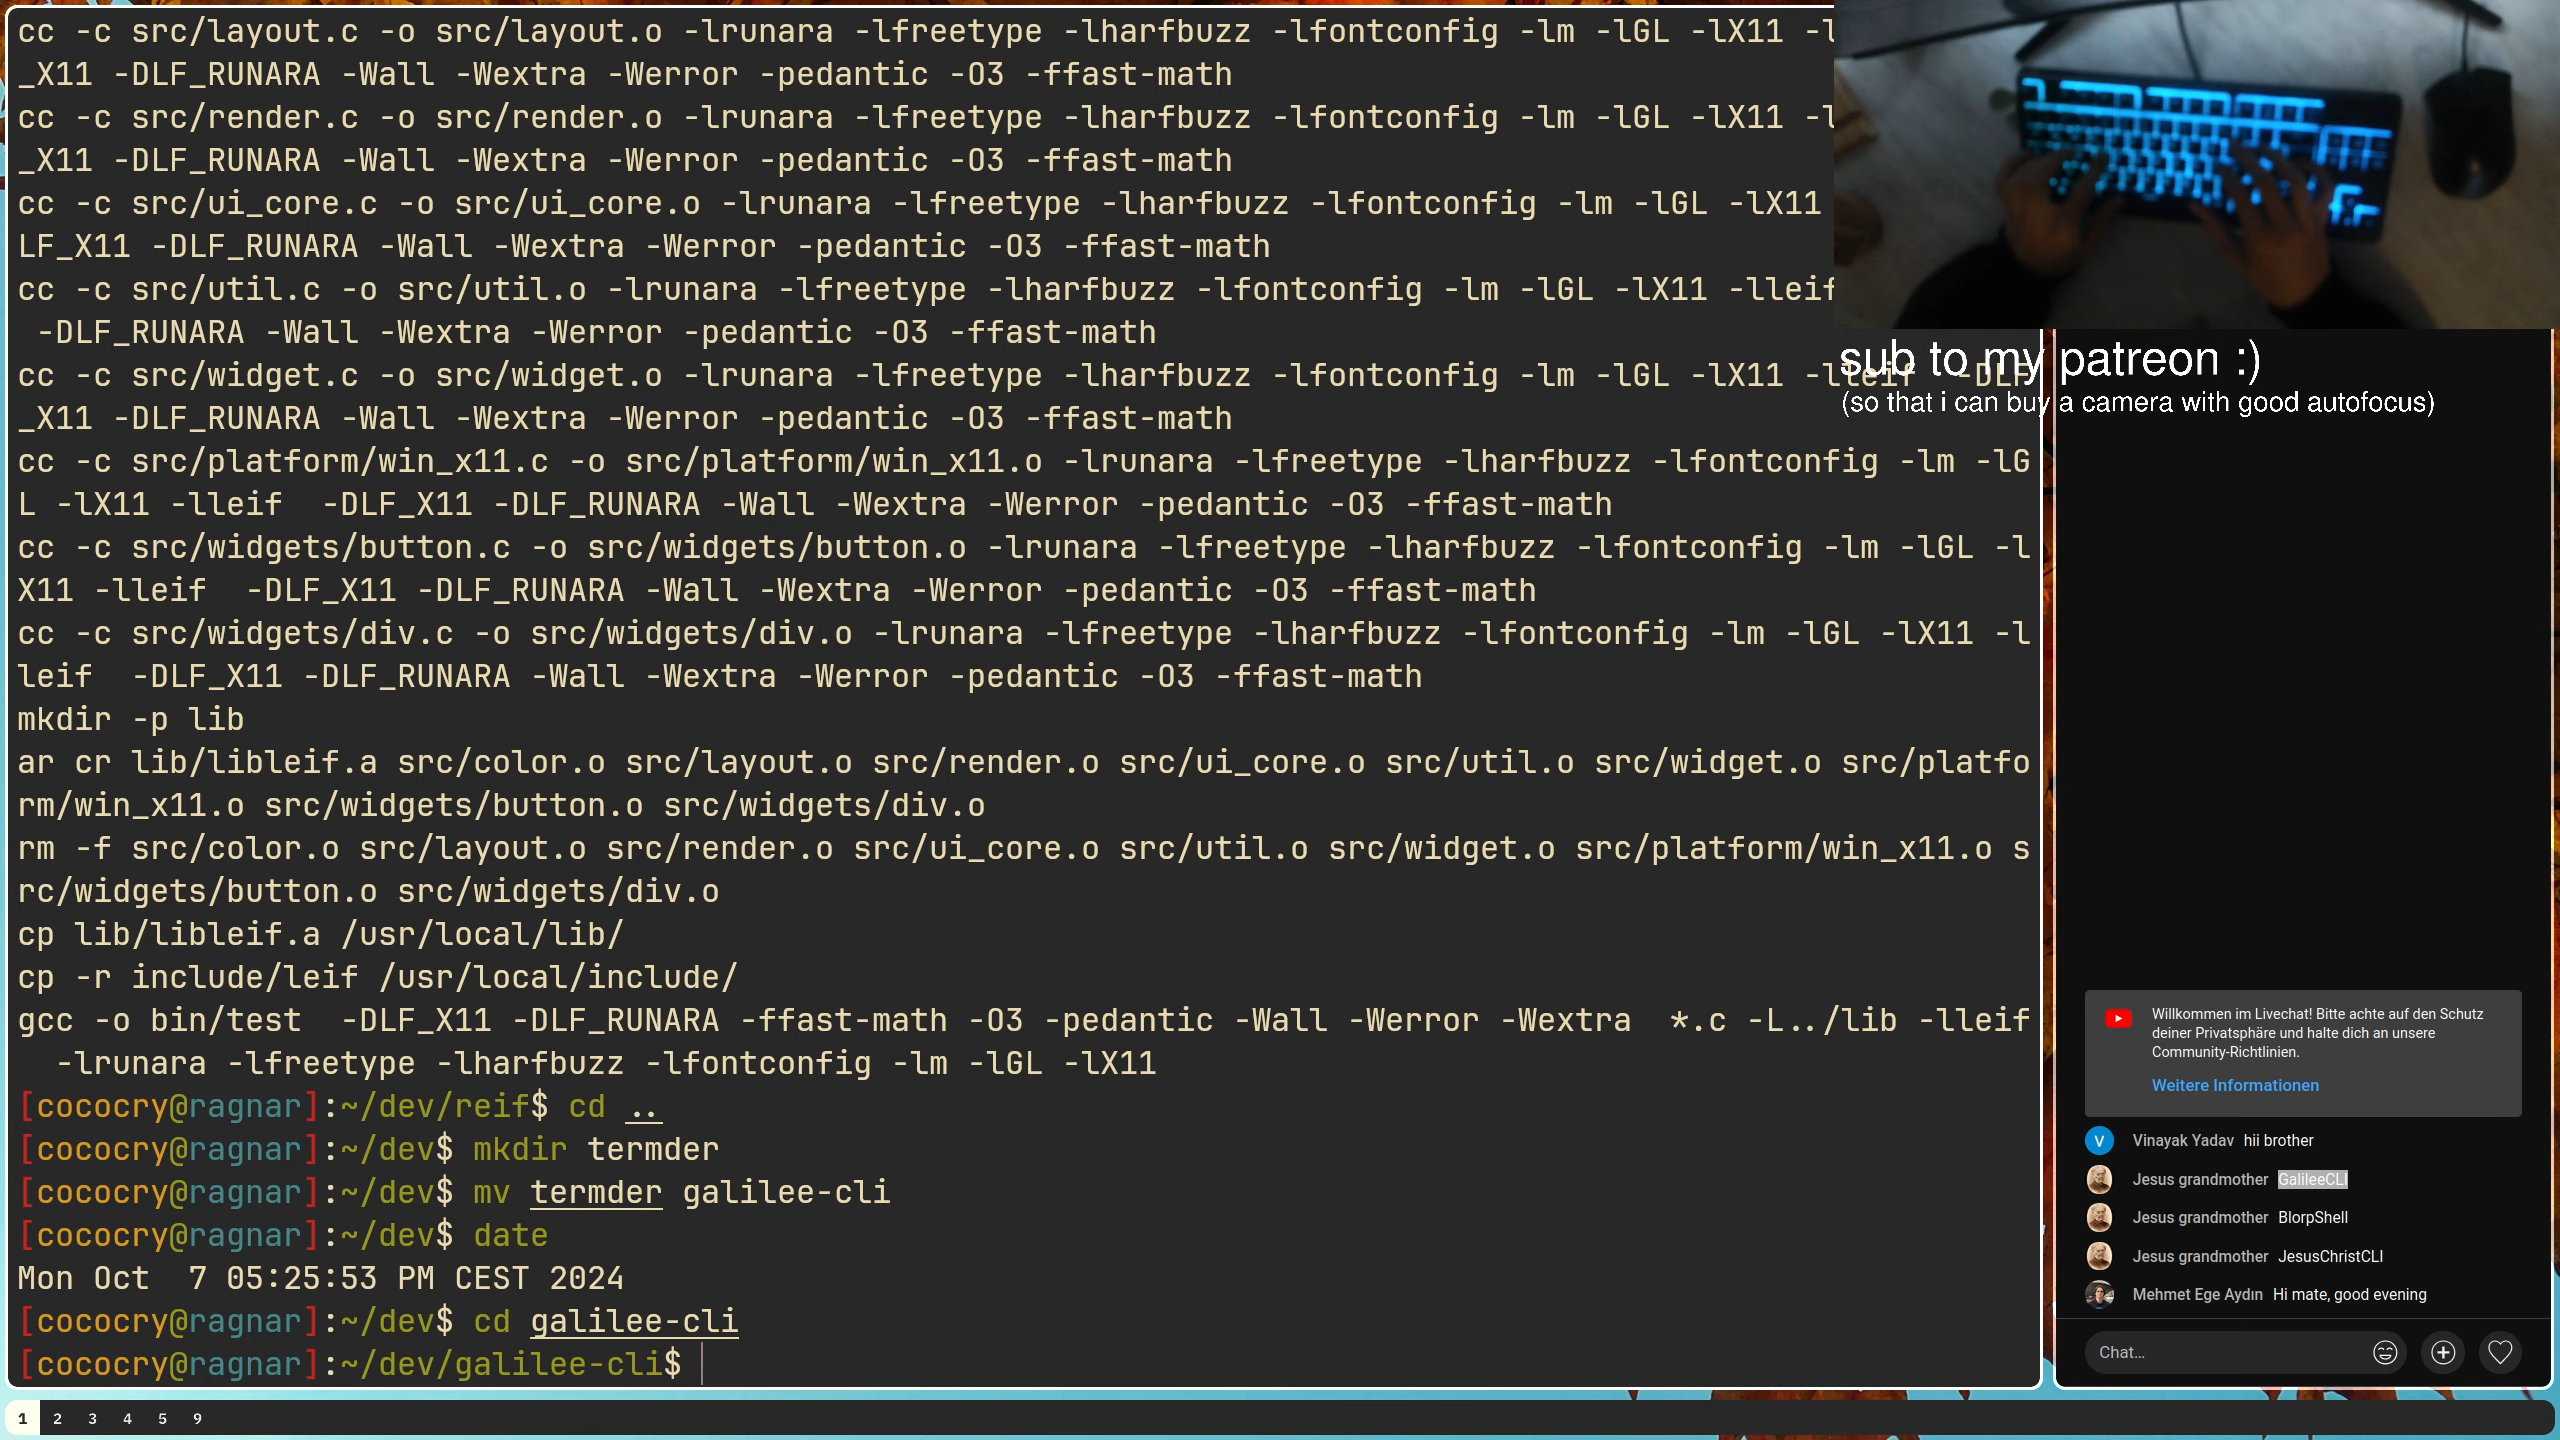 cc -c src/layout.c -o src/layout.o -lrunara -lfreetype -lharfbuzz -lfontconfig -lm -lGL -lX11 -l
_X11 -DLF_RUNARA -Wall -Wextra -Werror -pedantic -O3 -ffast-math
cc -c src/render.c -o src/render.o -lrunara -lfreetype -lharfbuzz -lfontconfig -lm -lGL -lX11 -l
_X11 -DLF_RUNARA -Wall -Wextra -Werror -pedantic -O3 -ffast-math
cc -c src/ui_core.c -o src/ui_core.o -lrunara -lfreetype -lharfbuzz -lfontconfig -lm -lGL -lX11
LF_X11 -DLF_RUNARA -Wall -Wextra -Werror -pedantic -O3 -ffast-math
cc -c src/util.c -o src/util.o -lrunara -lfreetype -lharfbuzz -lfontconfig -lm -lGL -lX11 -lleif
-DLF_RUNARA -Wall -Wextra -Werror -pedantic -O3 -ffast-math
cc -c src/widget.c -o src/widget.o -lrunara -lfreetype -lharfbuzz -lfontconfig -lm -lGL -lX11 -lleif -DLF
_X11 -DLF_RUNARA -Wall -Wextra -Werror -pedantic -O3 -ffast-math
cc -c src/platform/win_x11.c -o src/platform/win_x11.o -lrunara -lfreetype -lharfbuzz -lfontconfig -lm -lG
L -lX11 -lleif  -DLF_X11 -DLF_RUNARA -Wall -Wextra -Werror -pedantic -O3 -ffast-math
cc -c src/widgets/button.c -o src/widgets/button.o -lrunara -lfreetype -lharfbuzz -lfontconfig -lm -lGL -l
X11 -lleif  -DLF_X11 -DLF_RUNARA -Wall -Wextra -Werror -pedantic -O3 -ffast-math
cc -c src/widgets/div.c -o src/widgets/div.o -lrunara -lfreetype -lharfbuzz -lfontconfig -lm -lGL -lX11 -l
leif  -DLF_X11 -DLF_RUNARA -Wall -Wextra -Werror -pedantic -O3 -ffast-math
mkdir -p lib
ar cr lib/libleif.a src/color.o src/layout.o src/render.o src/ui_core.o src/util.o src/widget.o src/platfo
rm/win_x11.o src/widgets/button.o src/widgets/div.o
rm -f src/color.o src/layout.o src/render.o src/ui_core.o src/util.o src/widget.o src/platform/win_x11.o s
rc/widgets/button.o src/widgets/div.o
cp lib/libleif.a /usr/local/lib/
cp -r include/leif /usr/local/include/
gcc -o bin/test  -DLF_X11 -DLF_RUNARA -ffast-math -O3 -pedantic -Wall -Werror -Wextra  *.c -L../lib -lleif
-lrunara -lfreetype -lharfbuzz -lfontconfig -lm -lGL -lX11
[cococry@ragnar]:~/dev/reif$ cd ..
[cococry@ragnar]:~/dev$ mkdir termder
[cococry@ragnar]:~/dev$ mv termder galilee-cli
[cococry@ragnar]:~/dev$ date
Mon Oct  7 05:25:53 PM CEST 2024
[cococry@ragnar]:~/dev$ cd galilee-cli
[cococry@ragnar]:~/dev/galilee-cli$
sub to my patreon :)
(so that i can buy a camera with good autofocus)
Willkommen im Livechat! Bitte achte auf den Schutz
deiner Privatsphäre und halte dich an unsere
Community-Richtlinien.
Weitere Informationen
V Vinayak Yadav hii brother
Jesus grandmother GalileeCLI
Jesus grandmother BlorpShell
Jesus grandmother JesusChristCLI
Mehmet Ege Aydın Hi mate, good evening
Chat...
1 2 3 4 5 9